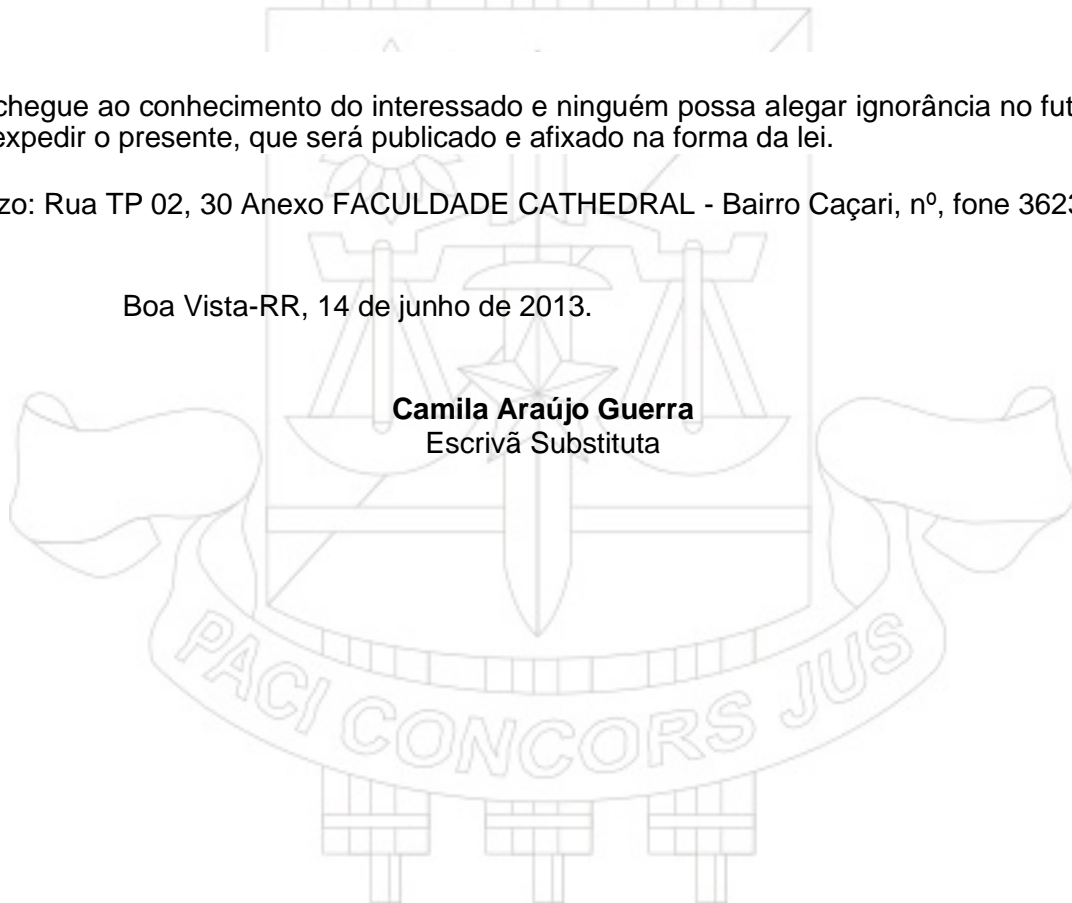 chegue ao conhecimento do interessado e ninguém possa alegar ignorância no fut
expedir o presente, que será publicado e afixado na forma da lei.
zo: Rua TP 02, 30 Anexo FACULDADE CATHEDRAL - Bairro Caçari, nº, fone 3623
Boa Vista-RR, 14 de junho de 2013.
Camila Araújo Guerra
Escrivã Substituta
PACI CONCORS JUS